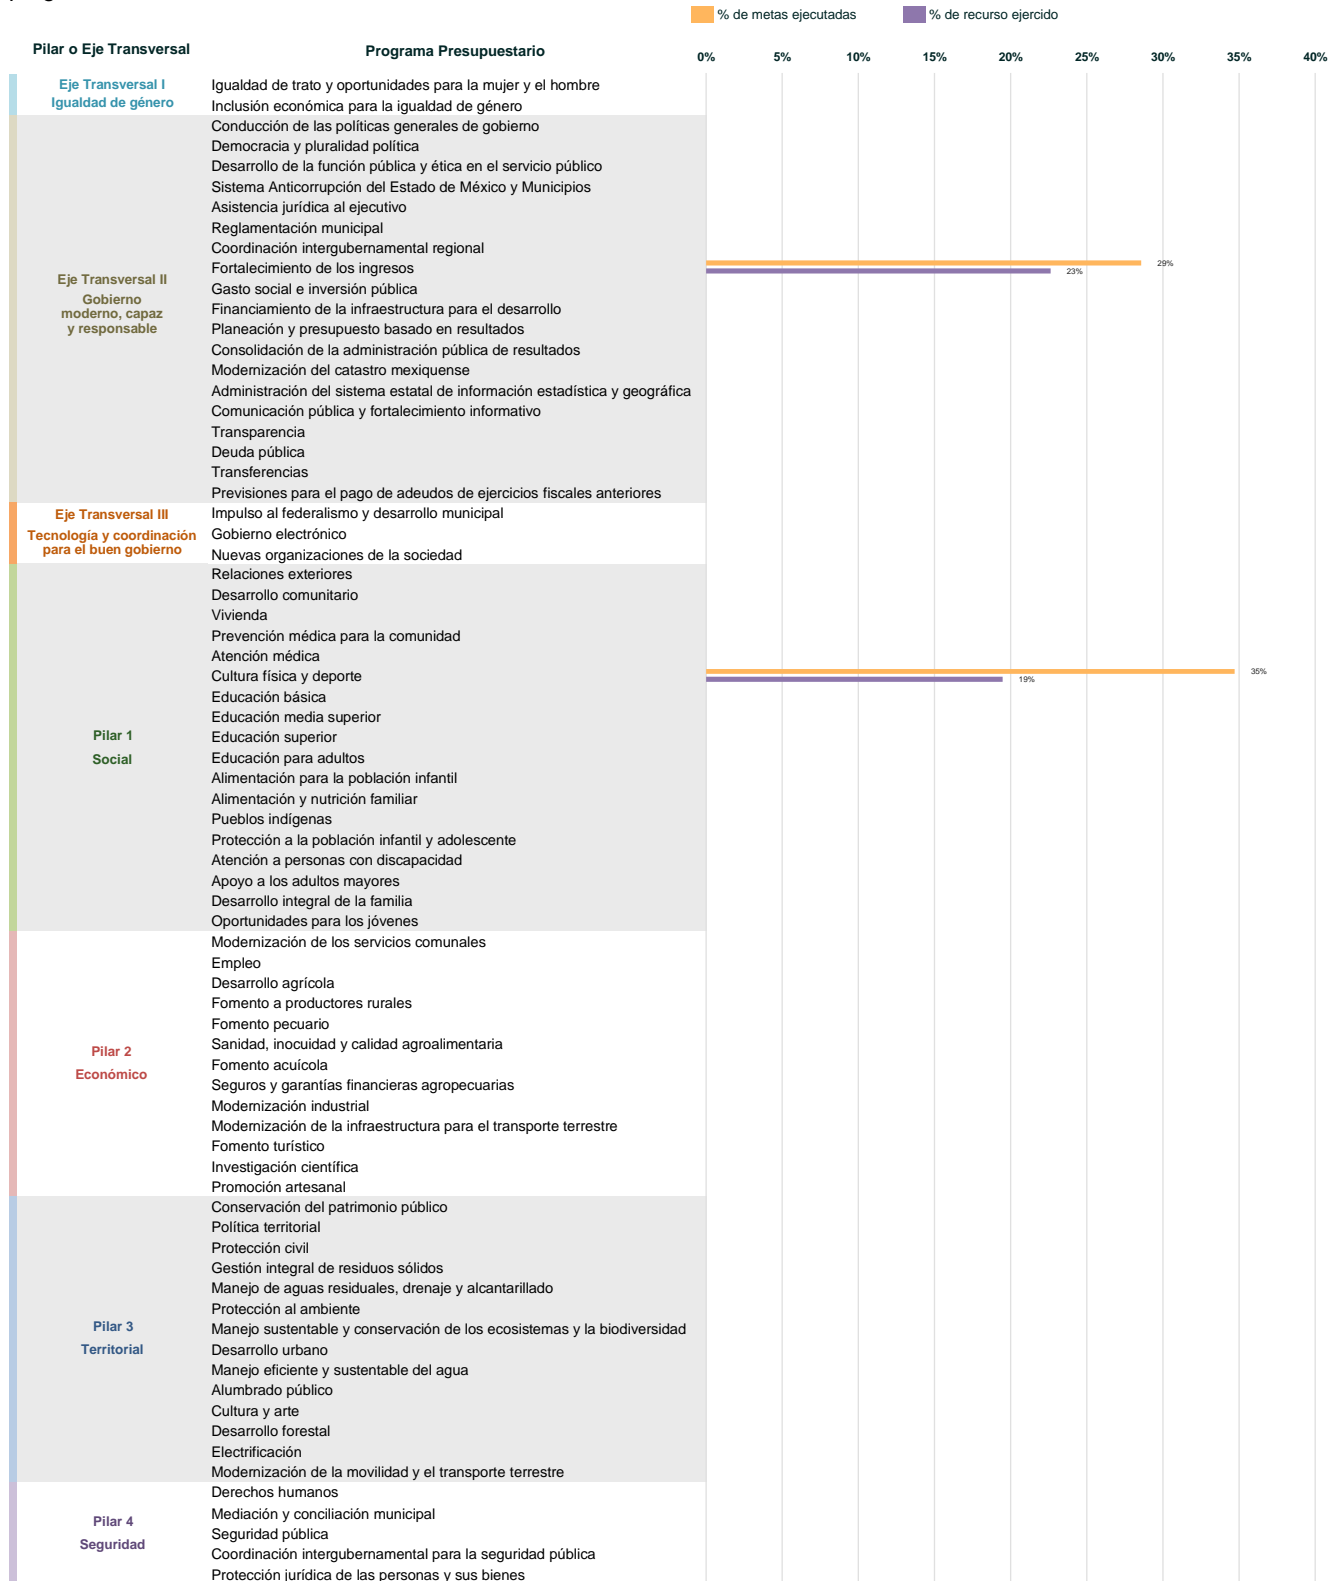 % de metas ejecutadas % de recurso ejercido
Pilar o Eje Transversal Programa Presupuestario 0% 5% 10% 15% 20% 25% 30% 35% 40%
Eje Transversal I
Igualdad de género
Igualdad de trato y oportunidades para la mujer y el hombre
Inclusión económica para la igualdad de género
Eje Transversal II
Gobierno
moderno, capaz
y responsable
Conducción de las políticas generales de gobierno
Democracia y pluralidad política
Desarrollo de la función pública y ética en el servicio público
Sistema Anticorrupción del Estado de México y Municipios
Asistencia jurídica al ejecutivo
Reglamentación municipal
Coordinación intergubernamental regional
Fortalecimiento de los ingresos
29%
23%
Gasto social e inversión pública
Financiamiento de la infraestructura para el desarrollo
Planeación y presupuesto basado en resultados
Consolidación de la administración pública de resultados
Modernización del catastro mexiquense
Administración del sistema estatal de información estadística y geográfica
Comunicación pública y fortalecimiento informativo
Transparencia
Deuda pública
Transferencias
Previsiones para el pago de adeudos de ejercicios fiscales anteriores
Eje Transversal III
Tecnología y coordinación
para el buen gobierno
Impulso al federalismo y desarrollo municipal
Gobierno electrónico
Nuevas organizaciones de la sociedad
Pilar 1
Social
Relaciones exteriores
Desarrollo comunitario
Vivienda
Prevención médica para la comunidad
Atención médica
Cultura física y deporte
35%
19%
Educación básica
Educación media superior
Educación superior
Educación para adultos
Alimentación para la población infantil
Alimentación y nutrición familiar
Pueblos indígenas
Protección a la población infantil y adolescente
Atención a personas con discapacidad
Apoyo a los adultos mayores
Desarrollo integral de la familia
Oportunidades para los jóvenes
Pilar 2
Económico
Modernización de los servicios comunales
Empleo
Desarrollo agrícola
Fomento a productores rurales
Fomento pecuario
Sanidad, inocuidad y calidad agroalimentaria
Fomento acuícola
Seguros y garantías financieras agropecuarias
Modernización industrial
Modernización de la infraestructura para el transporte terrestre
Fomento turístico
Investigación científica
Promoción artesanal
Pilar 3
Territorial
Conservación del patrimonio público
Política territorial
Protección civil
Gestión integral de residuos sólidos
Manejo de aguas residuales, drenaje y alcantarillado
Protección al ambiente
Manejo sustentable y conservación de los ecosistemas y la biodiversidad
Desarrollo urbano
Manejo eficiente y sustentable del agua
Alumbrado público
Cultura y arte
Desarrollo forestal
Electrificación
Modernización de la movilidad y el transporte terrestre
Pilar 4
Seguridad
Derechos humanos
Mediación y conciliación municipal
Seguridad pública
Coordinación intergubernamental para la seguridad pública
Protección jurídica de las personas y sus bienes